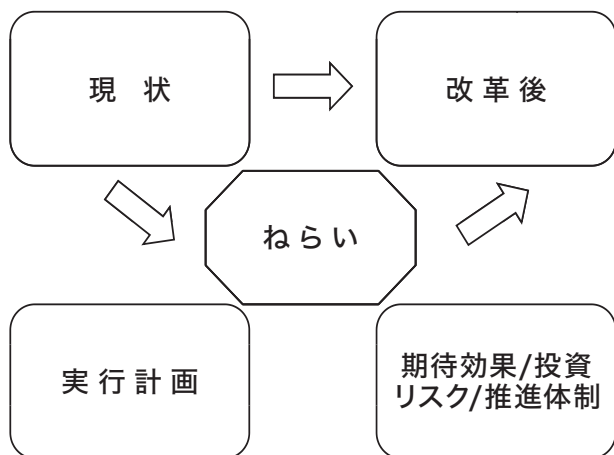 現状
改革後
ねらい
実行計画
期待効果/投資
リスク/推進体制